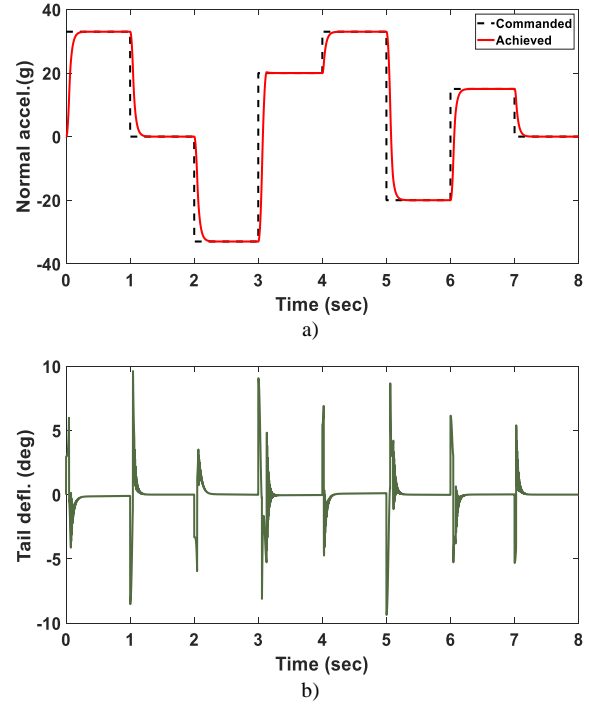 40
20
0
-20
-40
Normal accel.(g)
Commanded
Achieved
0 1 2 3 4 5 6 7 8
Time (sec)
a)
10
5
0
-5
-10
Tail defl. (deg)
0 1 2 3 4 5 6 7 8
Time (sec)
b)